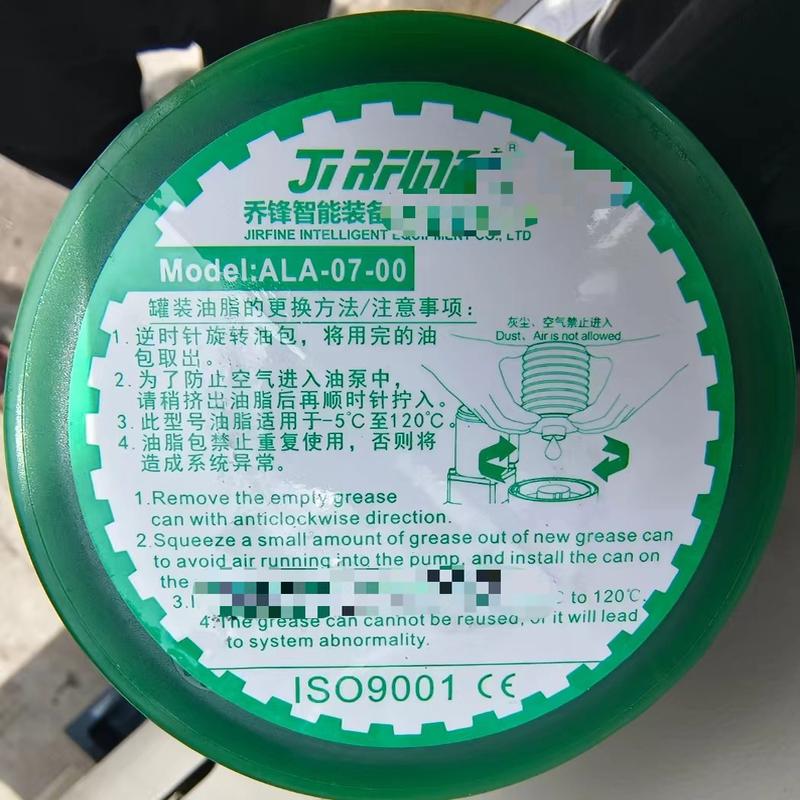 JIRFINE ®
乔锋智能装备
JIRFINE INTELLIGENT EQUIPMENT CO., LTD
Model:ALA-07-00
罐装油脂的更换方法/注意事项:
1. 逆时针旋转油包，将用完的油
包取出。
2. 为了防止空气进入油泵中，
请稍挤出油脂后再顺时针拧入。
3. 此型号油脂适用于-5℃至120℃。
4. 油脂包禁止重复使用，否则将
造成系统异常。
灰尘、空气禁止进入
Dust、Air is not allowed
1.Remove the empty grease
can with anticlockwise direction.
2.Squeeze a small amount of grease out of new grease can
to avoid air running into the pump, and install the can on
the
3. to 120℃.
4.The grease can cannot be reused, or it will lead
to system abnormality.
ISO9001 CE